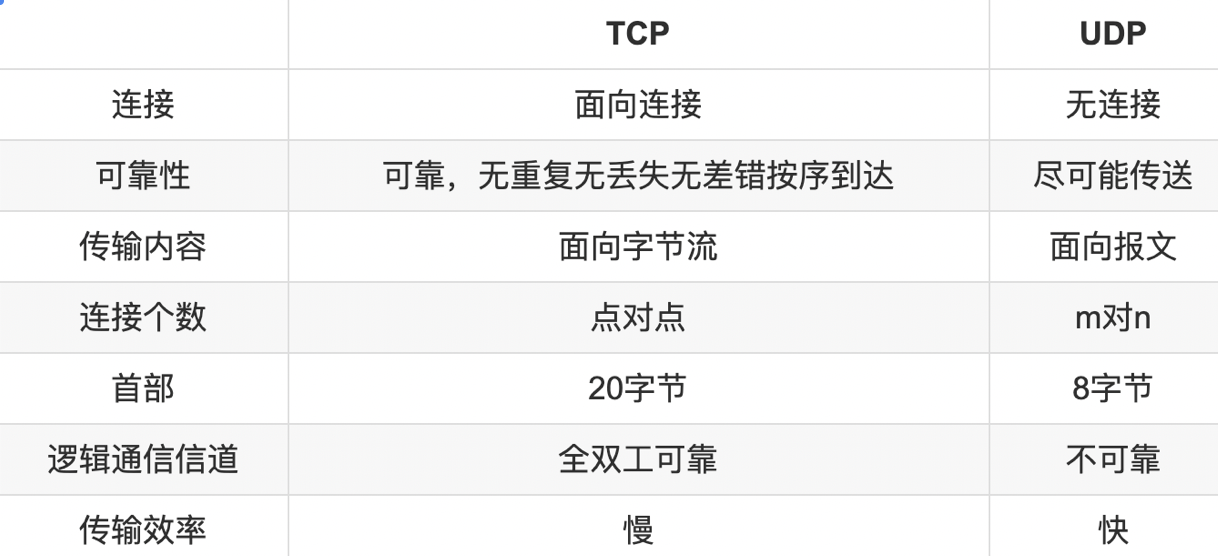 TCP UDP
连接 面向连接 无连接
可靠性 可靠，无重复无丢失无差错按序到达 尽可能传送
传输内容 面向字节流 面向报文
连接个数 点对点 m对n
首部 20字节 8字节
逻辑通信信道 全双工可靠 不可靠
传输效率 慢 快